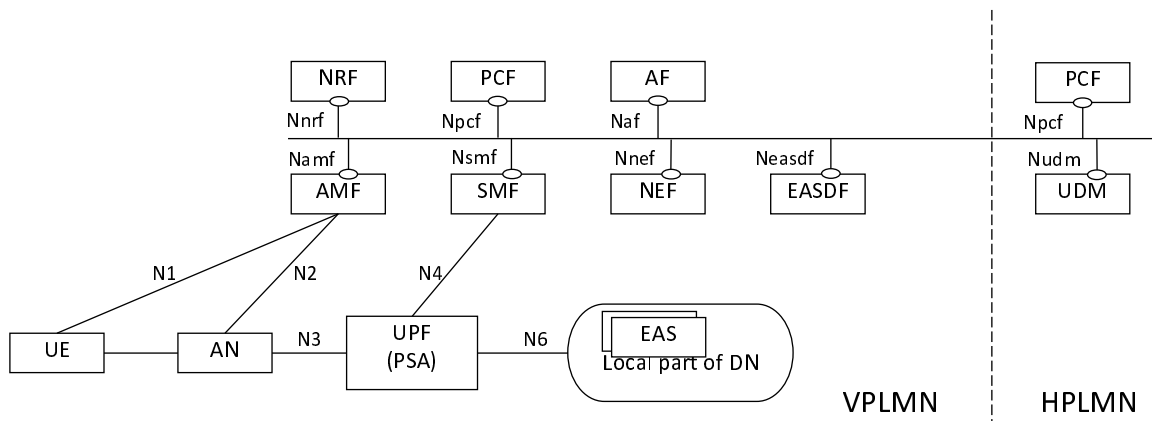 NRF
PCF
AF
PCF
Nnrf
Npcf
Naf
Npcf
Namf
Nsmf
Nnef
Neasdf
Nudm
AMF
SMF
NEF
EASDF
UDM
N1
N2
N4
UE
AN
N3
UPF
(PSA)
N6
EAS
Local part of DN
VPLMN
HPLMN